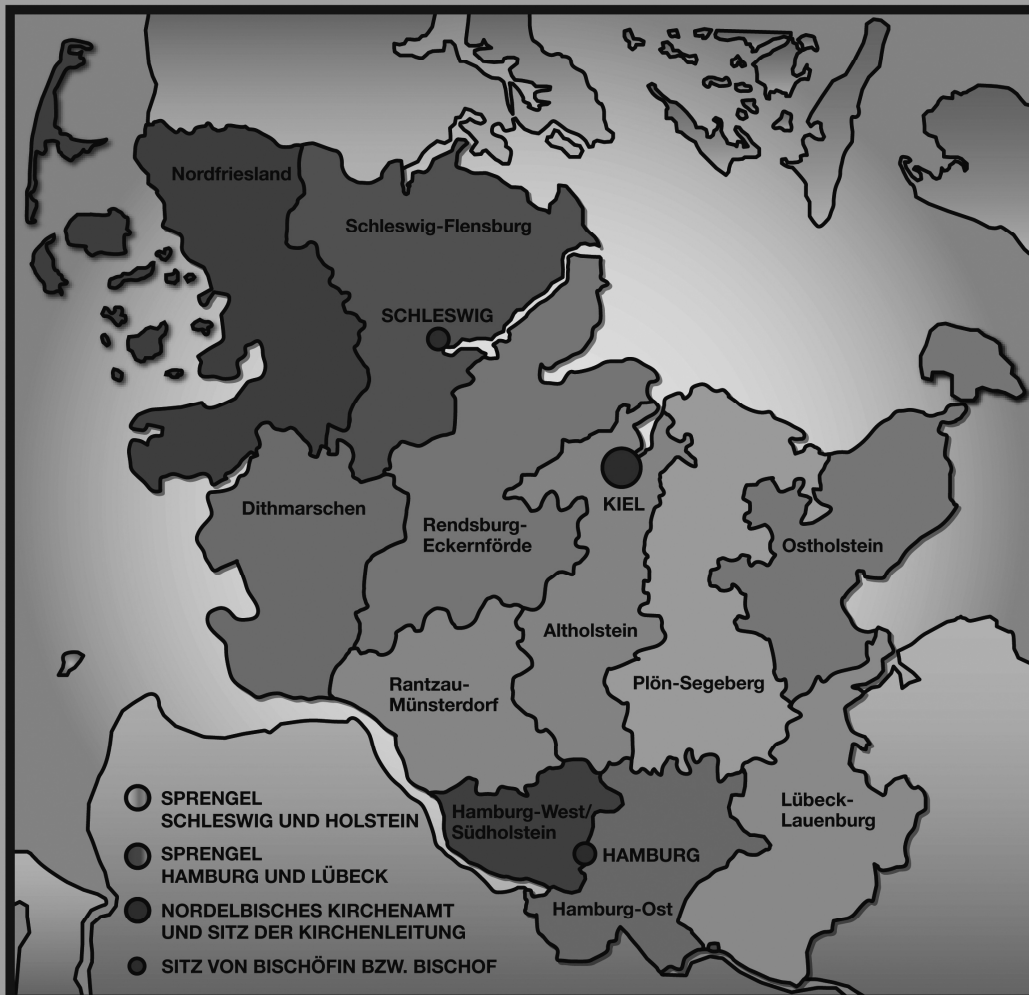 Nordfriesland
Schleswig-Flensburg
SCHLESWIG
Dithmarschen
Rendsburg-
Eckernförde
KIEL
Ostholstein
Altholstein
Rantzau-
Münsterdorf
Plön-Segeberg
Hamburg-West/
Südholstein
Lübeck-
Lauenburg
HAMBURG
Hamburg-Ost
SPRENGEL
SCHLESWIG UND HOLSTEIN
SPRENGEL
HAMBURG UND LÜBECK
NORDELBISCHES KIRCHENAMT
UND SITZ DER KIRCHENLEITUNG
SITZ VON BISCHÖFIN BZW. BISCHOF